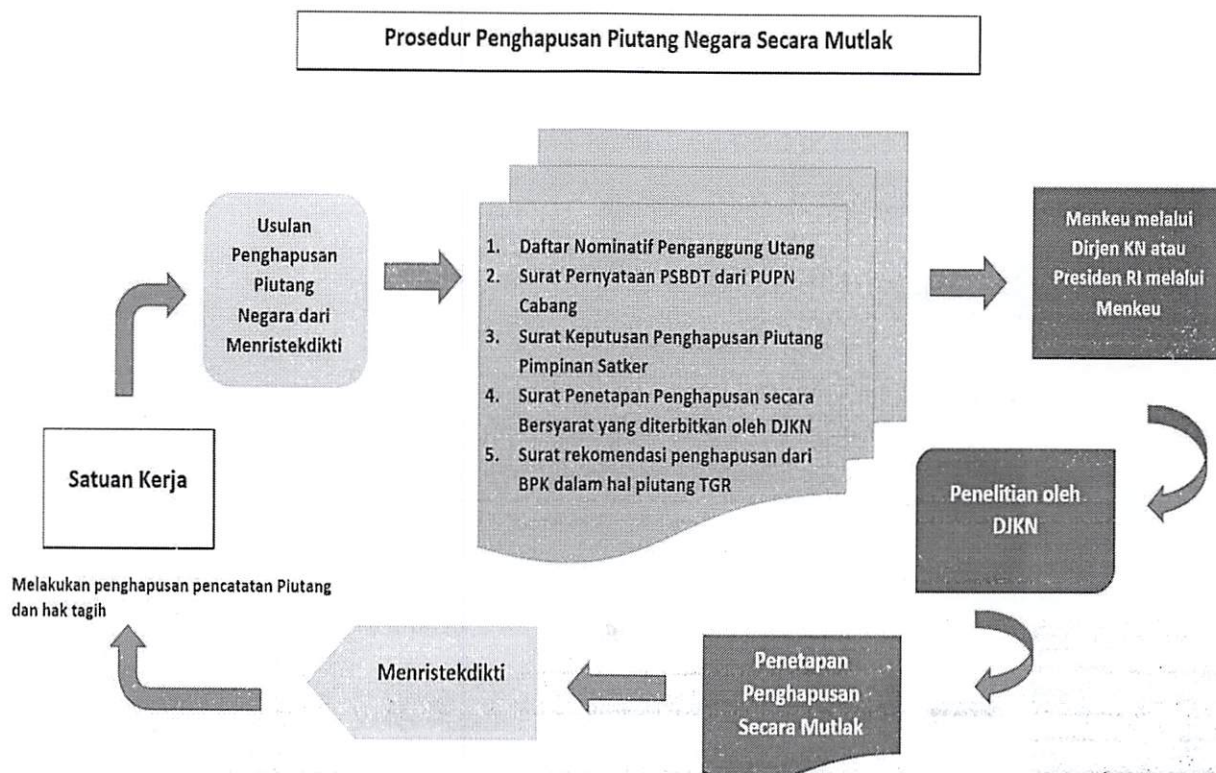 Prosedur Penghapusan Piutang Negara Secara Mutlak
Usulan
Penghapusan
Piutang
Negara dari
Menristekdikti
1. Daftar Nominatif Penganggung Utang
2. Surat Pernyataan PSBDT dari PUPN
Cabang
3. Surat Keputusan Penghapusan Piutang
Pimpinan Satker
4. Surat Penetapan Penghapusan secara
Bersyarat yang diterbitkan oleh DJKN
5. Surat rekomendasi penghapusan dari
BPK dalam hal piutang TGR
Menkeu melalui
Dirjen KN atau
Presiden RI melalui
Menkeu
Penelitian oleh
DJKN
Penetapan
Penghapusan
Secara Mutlak
Menristekdikti
Satuan Kerja
Melakukan penghapusan pencatatan Piutang
dan hak tagih